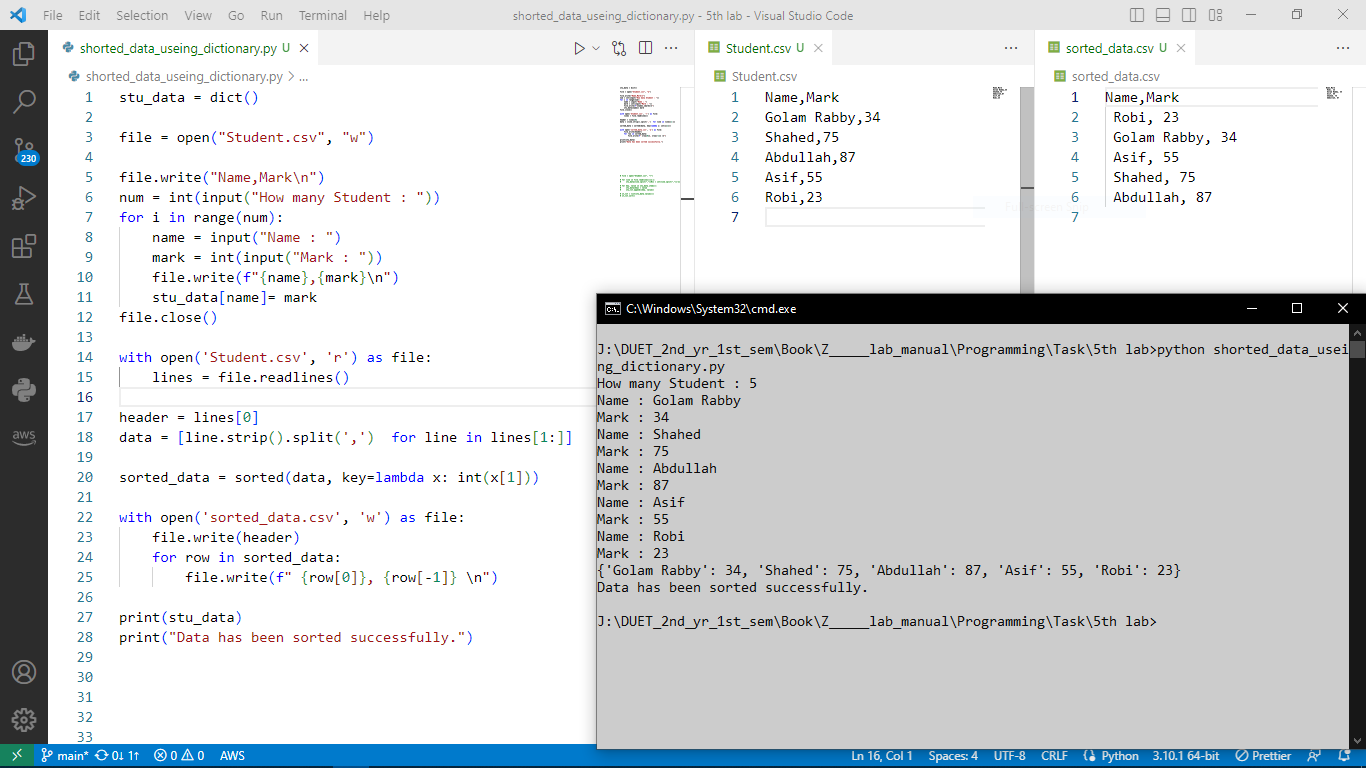 File Edit Selection View Go Run Terminal Help
shorted_data_useing_dictionary.py - 5th lab - Visual Studio Code
shorted_data_useing_dictionary.py U
shorted_data_useing_dictionary.py > ...
1 stu_data = dict()
2
3 file = open("Student.csv", "w")
4
5 file.write("Name,Mark\n")
6 num = int(input("How many Student : "))
7 for i in range(num):
8     name = input("Name : ")
9     mark = int(input("Mark : "))
10     file.write(f"{name},{mark}\n")
11     stu_data[name]= mark
12 file.close()
13
14 with open('Student.csv', 'r') as file:
15     lines = file.readlines()
16
17 header = lines[0]
18 data = [line.strip().split(',')  for line in lines[1:]]
19
20 sorted_data = sorted(data, key=lambda x: int(x[1]))
21
22 with open('sorted_data.csv', 'w') as file:
23     file.write(header)
24     for row in sorted_data:
25         file.write(f" {row[0]}, {row[-1]} \n")
26
27 print(stu_data)
28 print("Data has been sorted successfully.")
29
30
31
32
33
Student.csv U
Student.csv
1 Name,Mark
2 Golam Rabby,34
3 Shahed,75
4 Abdullah,87
5 Asif,55
6 Robi,23
7
sorted_data.csv U
sorted_data.csv
1 Name,Mark
2  Robi, 23
3  Golam Rabby, 34
4  Asif, 55
5  Shahed, 75
6  Abdullah, 87
7
C:\Windows\System32\cmd.exe
J:\DUET_2nd_yr_1st_sem\Book\Z_____lab_manual\Programming\Task\5th lab>python shorted_data_usei
ng_dictionary.py
How many Student : 5
Name : Golam Rabby
Mark : 34
Name : Shahed
Mark : 75
Name : Abdullah
Mark : 87
Name : Asif
Mark : 55
Name : Robi
Mark : 23
{'Golam Rabby': 34, 'Shahed': 75, 'Abdullah': 87, 'Asif': 55, 'Robi': 23}
Data has been sorted successfully.
J:\DUET_2nd_yr_1st_sem\Book\Z_____lab_manual\Programming\Task\5th lab>
230
aws
main* 0↓ 1↑ 0 0 AWS
Ln 16, Col 1 Spaces: 4 UTF-8 CRLF Python 3.10.1 64-bit Prettier